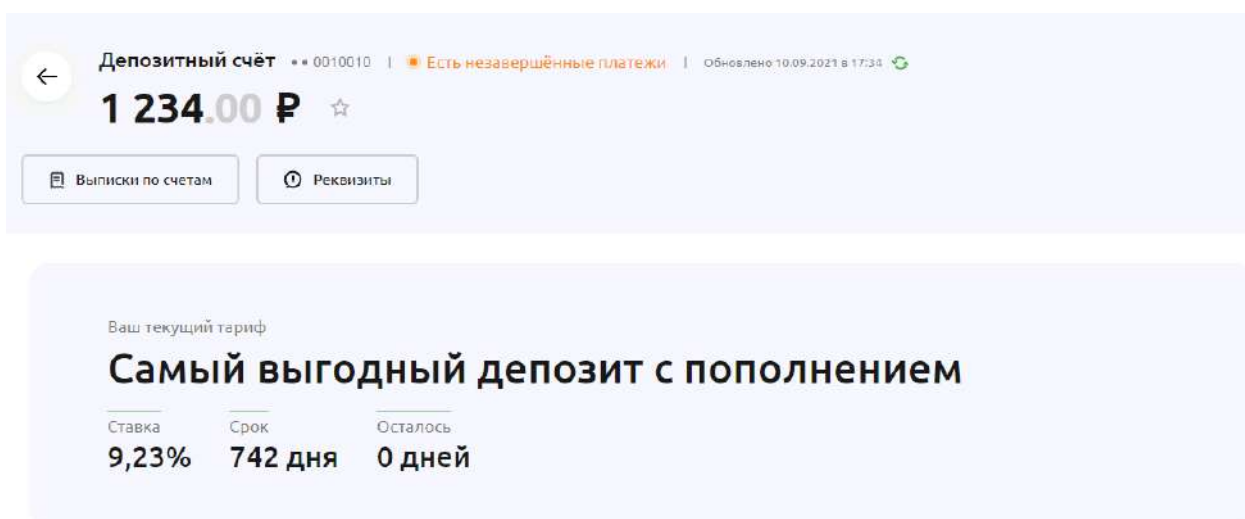 Депозитный счёт •• 0010010 | Есть незавершённые платежи | Обновлено 10.09.2021 в 17:34
1 234.00 ₽
Выписки по счетам Реквизиты
Ваш текущий тариф
Самый выгодный депозит с пополнением
Ставка Срок Осталось
9,23% 742 дня 0 дней